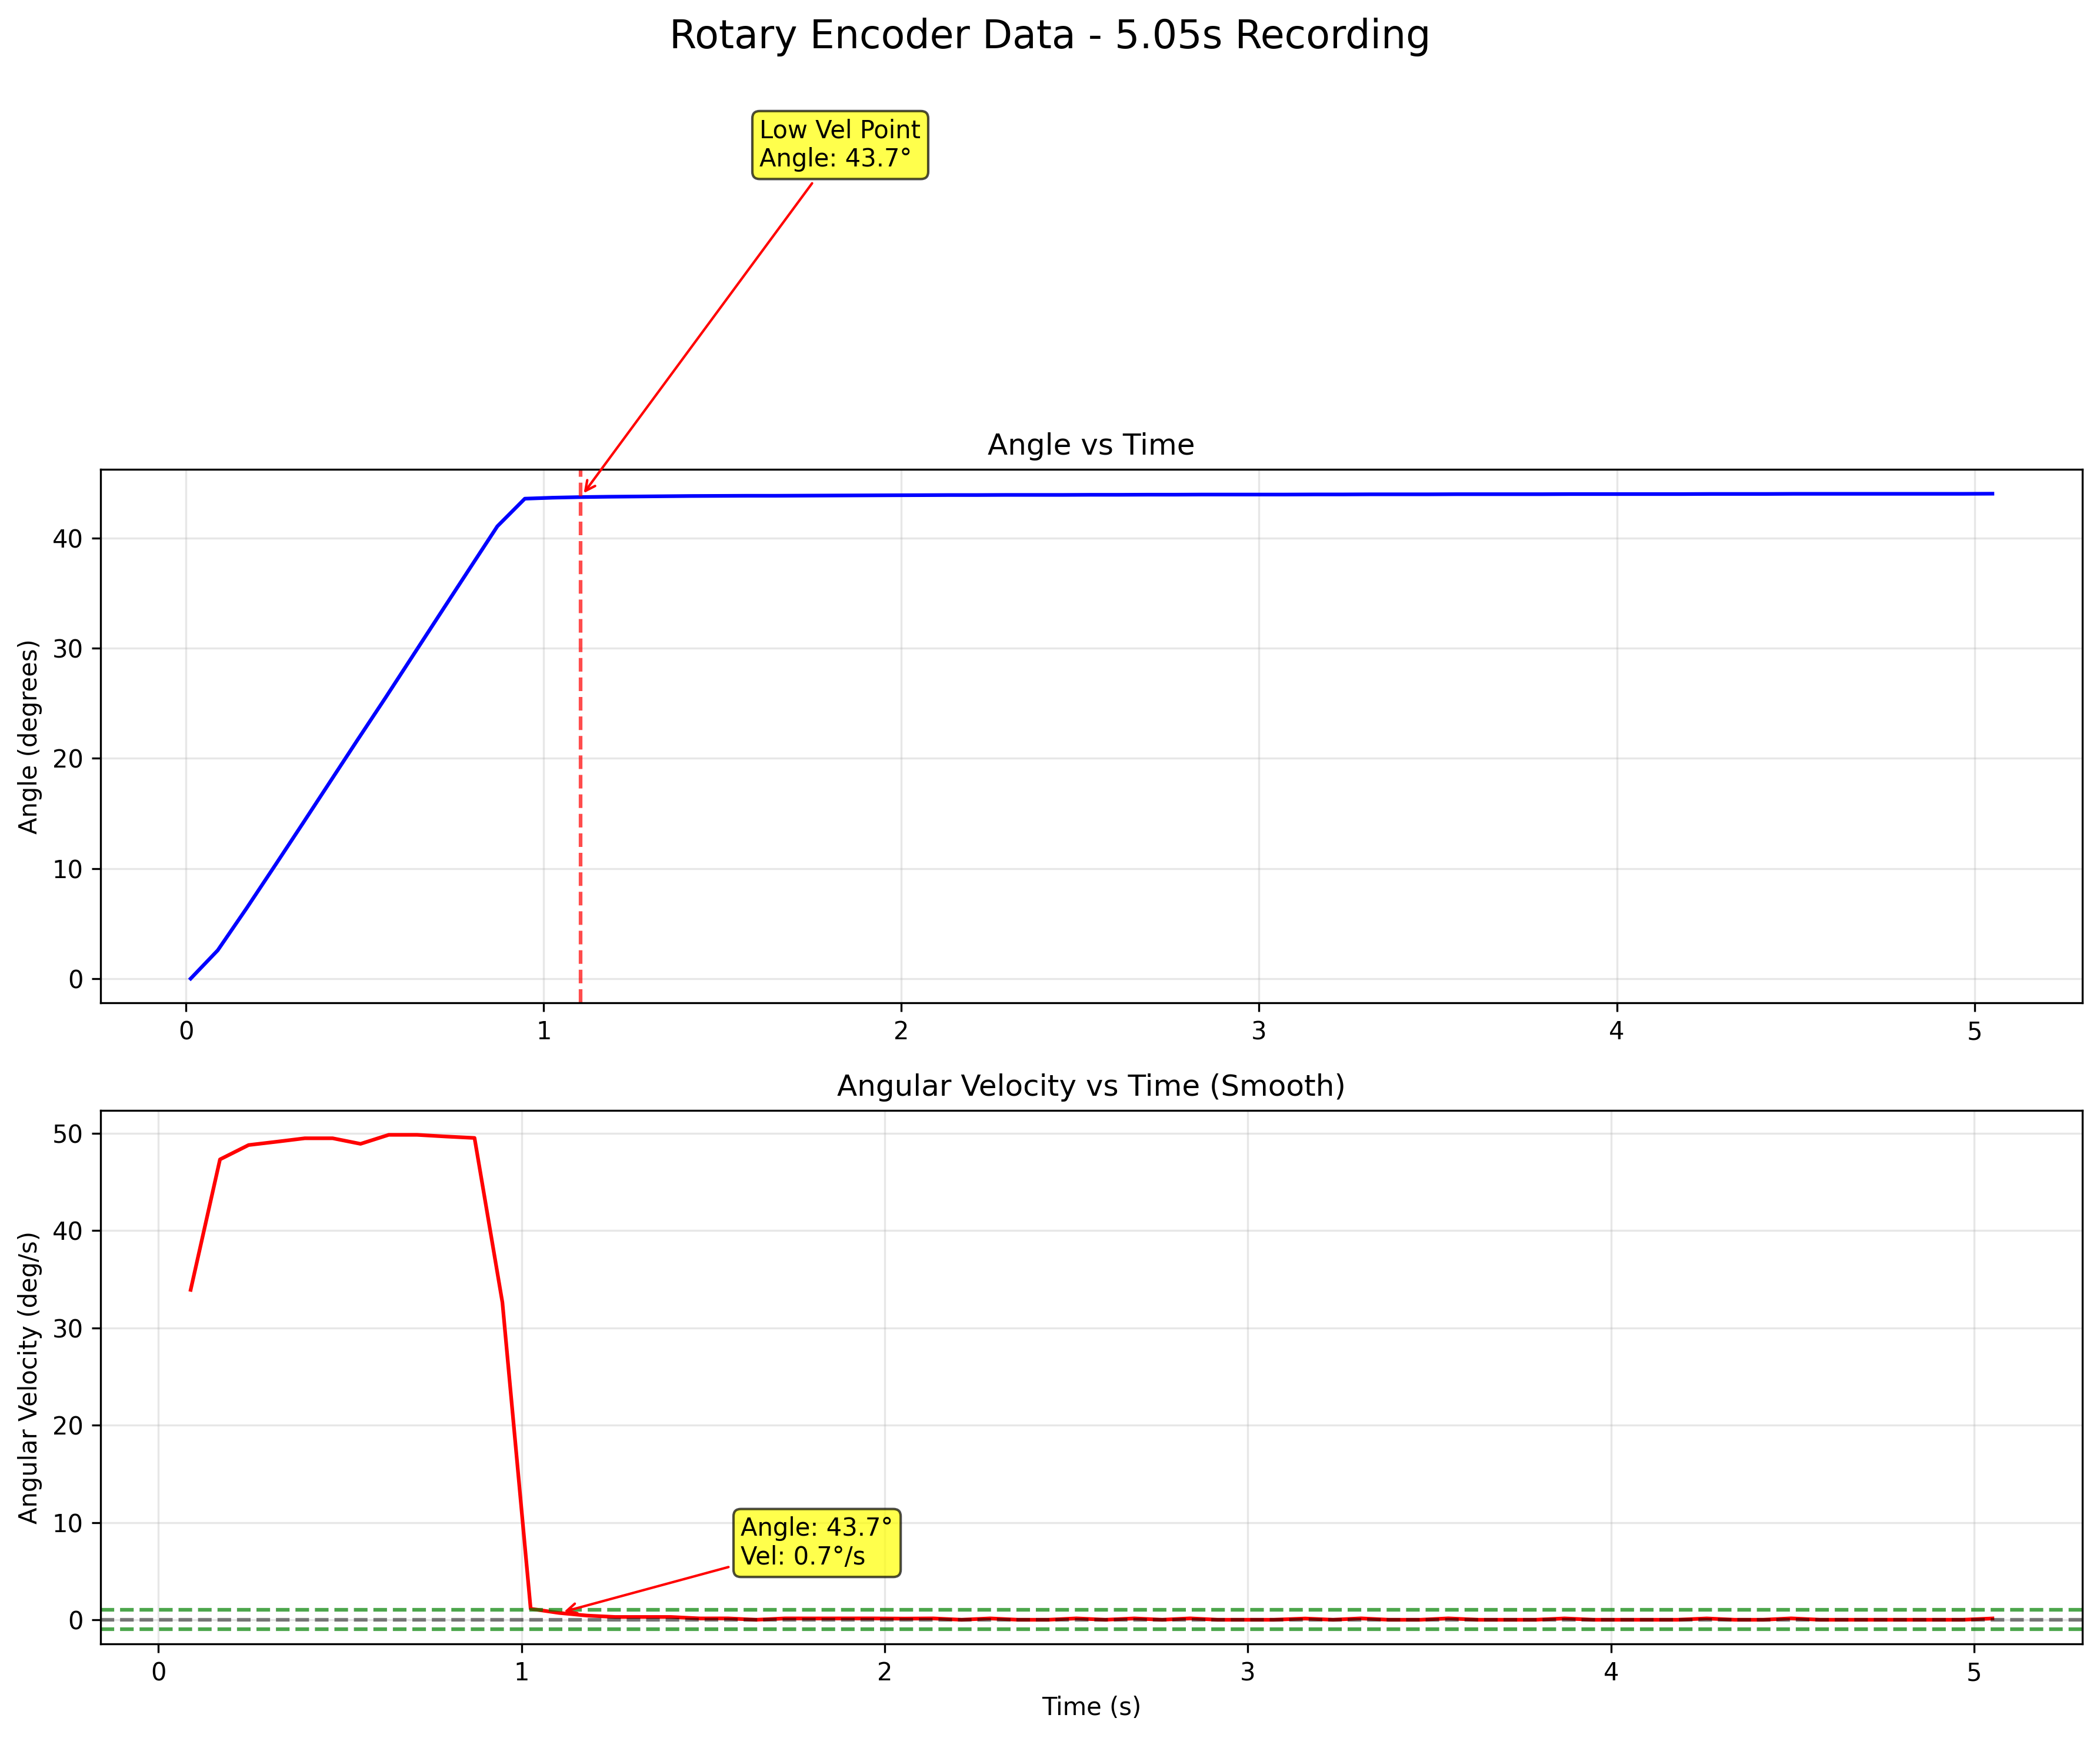 Rotary Encoder Data - 5.05s Recording
Low Vel Point
Angle: 43.7°
Angle vs Time
Angle (degrees)
40
30
20
10
0
0 1 2 3 4 5
Angular Velocity vs Time (Smooth)
Angular Velocity (deg/s)
50
40
30
20
10
0
Angle: 43.7°
Vel: 0.7°/s
0 1 2 3 4 5
Time (s)